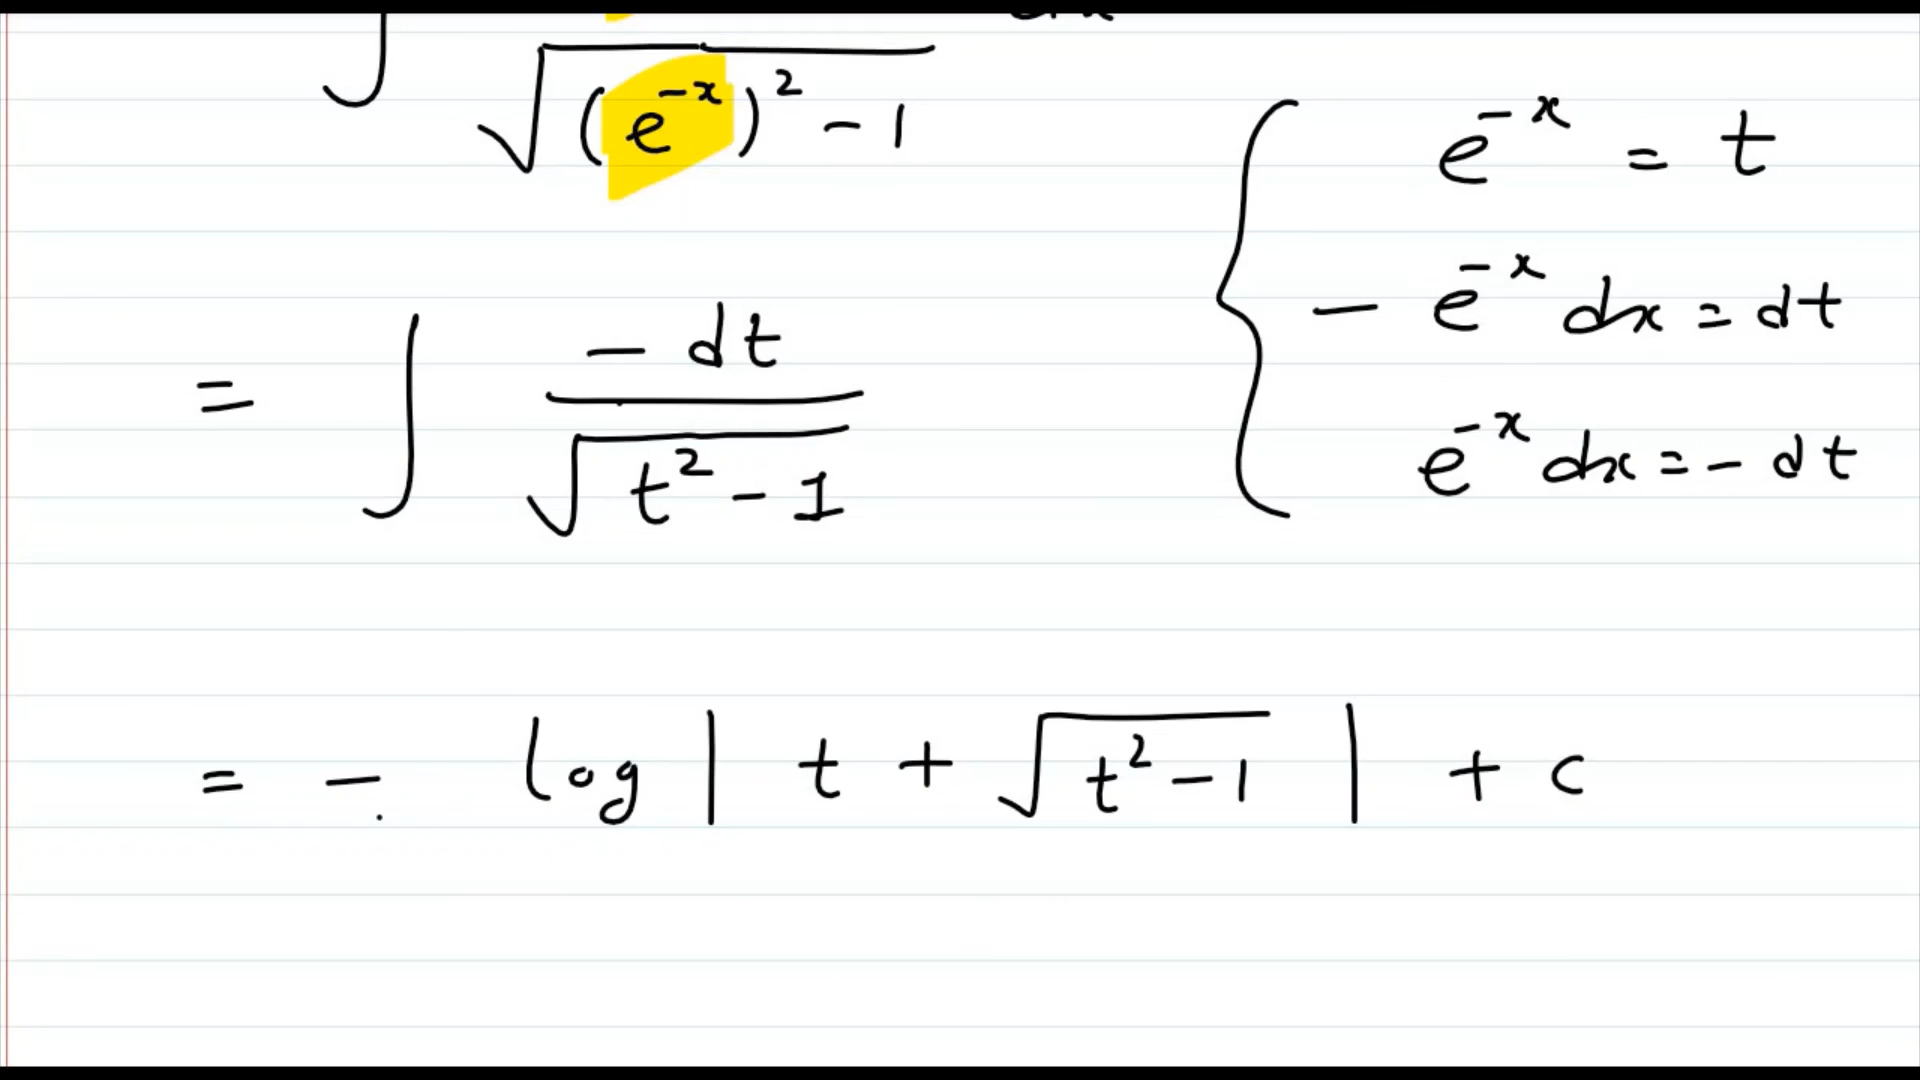 ∫ √((e^{-x})² - 1)
e^{-x} = t
- e^{-x} dx = dt
e^{-x} dx = - dt
= ∫ - dt / √(t² - 1)
= - log | t + √(t² - 1) | + c